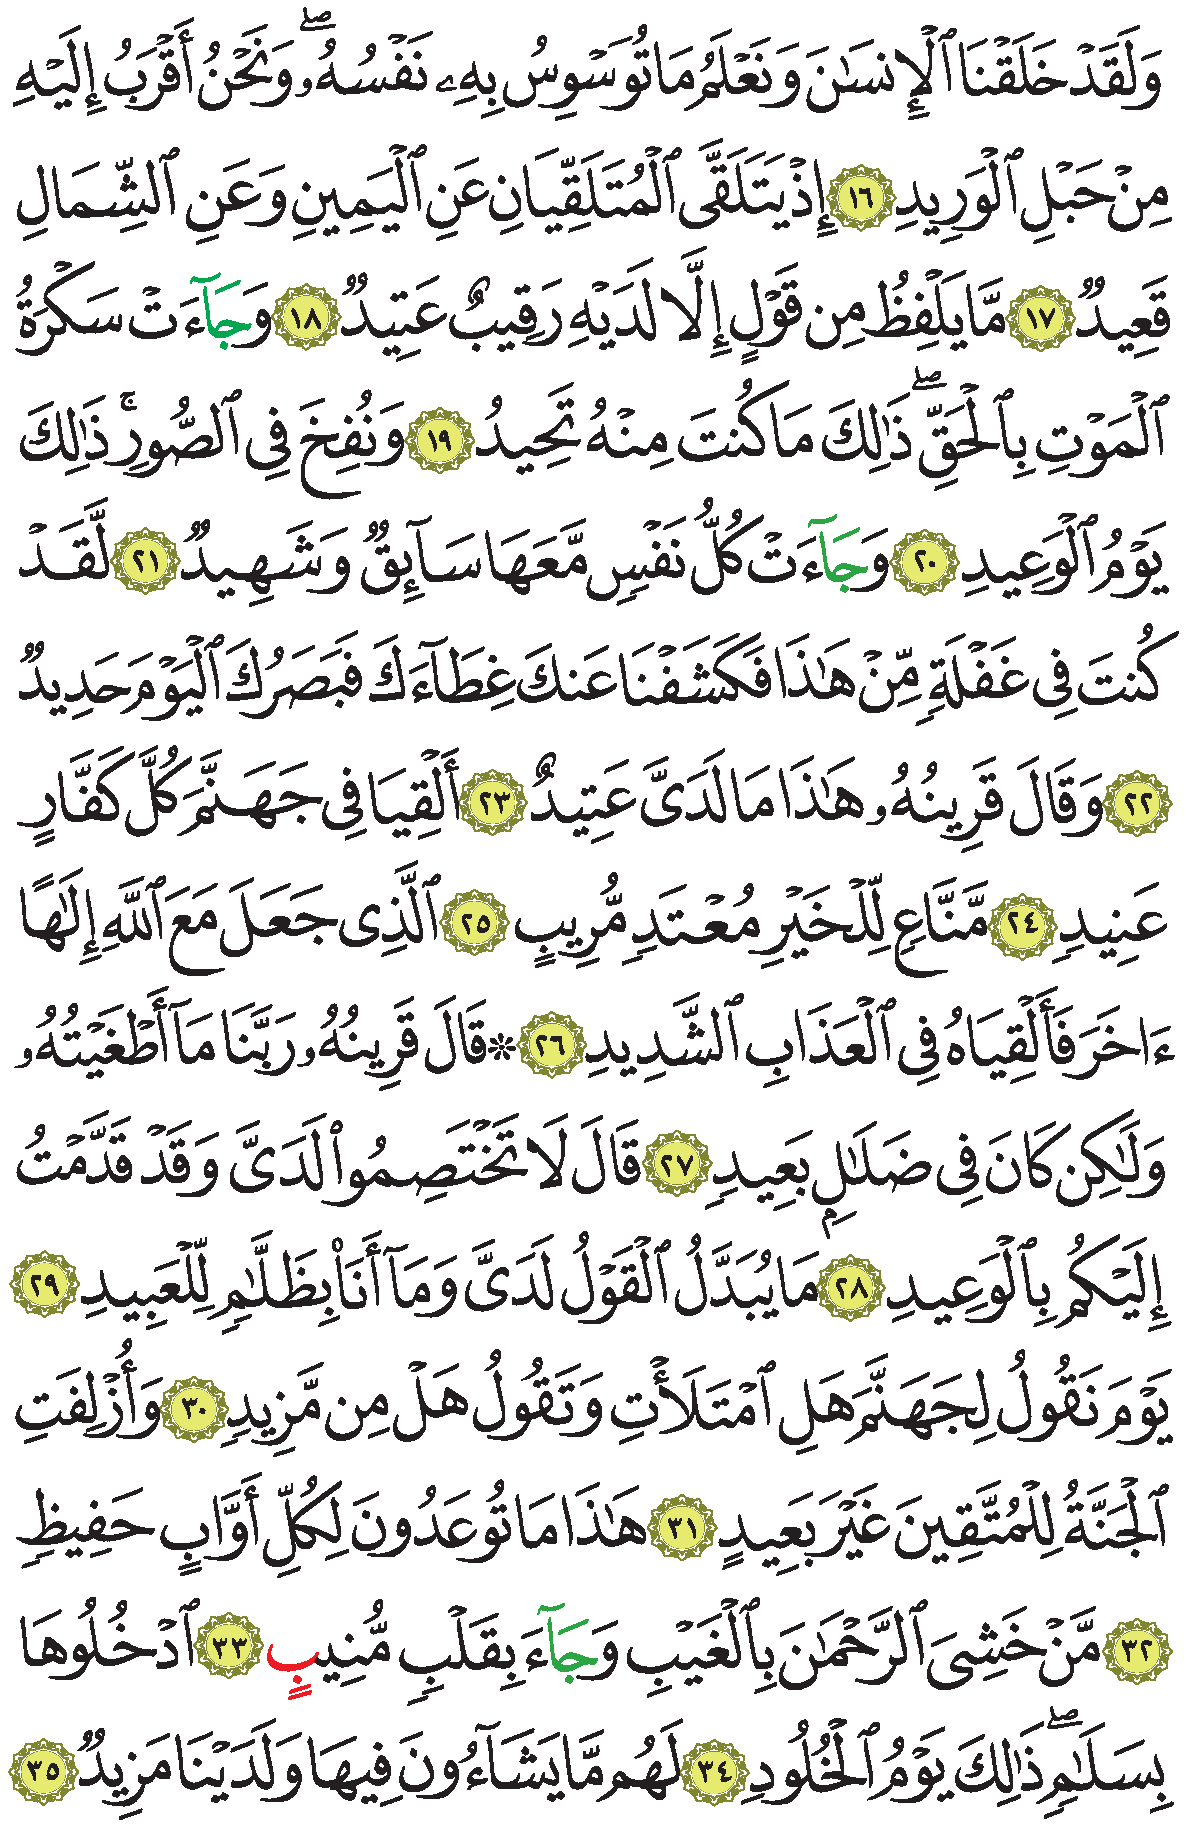 وَلَقَدْ خَلَقْنَا ٱلْإِنسَـٰنَ وَنَعْلَمُ مَا تُوَسْوِسُ بِهِۦ نَفْسُهُۥ ۖ وَنَحْنُ أَقْرَبُ إِلَيْهِ
مِنْ حَبْلِ ٱلْوَرِيدِ ١٦ إِذْ يَتَلَقَّى ٱلْمُتَلَقِّيَانِ عَنِ ٱلْيَمِينِ وَعَنِ ٱلشِّمَالِ
قَعِيدٌ ١٧ مَّا يَلْفِظُ مِن قَوْلٍ إِلَّا لَدَيْهِ رَقِيبٌ عَتِيدٌ ١٨ وَجَآءَتْ سَكْرَةُ
ٱلْمَوْتِ بِٱلْحَقِّ ۖ ذَٰلِكَ مَا كُنتَ مِنْهُ تَحِيدُ ١٩ وَنُفِخَ فِى ٱلصُّورِ ۚ ذَٰلِكَ
يَوْمُ ٱلْوَعِيدِ ٢٠ وَجَآءَتْ كُلُّ نَفْسٍ مَّعَهَا سَآئِقٌ وَشَهِيدٌ ٢١ لَّقَدْ
كُنتَ فِى غَفْلَةٍ مِّنْ هَـٰذَا فَكَشَفْنَا عَنكَ غِطَآءَكَ فَبَصَرُكَ ٱلْيَوْمَ حَدِيدٌ
٢٢ وَقَالَ قَرِينُهُۥ هَـٰذَا مَا لَدَىَّ عَتِيدٌ ٢٣ أَلْقِيَا فِى جَهَنَّمَ كُلَّ كَفَّارٍ
عَنِيدٍ ٢٤ مَّنَّاعٍ لِّلْخَيْرِ مُعْتَدٍ مُّرِيبٍ ٢٥ ٱلَّذِى جَعَلَ مَعَ ٱللَّهِ إِلَـٰهًا
ءَاخَرَ فَأَلْقِيَاهُ فِى ٱلْعَذَابِ ٱلشَّدِيدِ ٢٦ ۞ قَالَ قَرِينُهُۥ رَبَّنَا مَآ أَطْغَيْتُهُۥ
وَلَـٰكِن كَانَ فِى ضَلَـٰلٍۭ بَعِيدٍ ٢٧ قَالَ لَا تَخْتَصِمُوا۟ لَدَىَّ وَقَدْ قَدَّمْتُ
إِلَيْكُم بِٱلْوَعِيدِ ٢٨ مَا يُبَدَّلُ ٱلْقَوْلُ لَدَىَّ وَمَآ أَنَا۠ بِظَلَّـٰمٍ لِّلْعَبِيدِ ٢٩
يَوْمَ نَقُولُ لِجَهَنَّمَ هَلِ ٱمْتَلَأْتِ وَتَقُولُ هَلْ مِن مَّزِيدٍ ٣٠ وَأُزْلِفَتِ
ٱلْجَنَّةُ لِلْمُتَّقِينَ غَيْرَ بَعِيدٍ ٣١ هَـٰذَا مَا تُوعَدُونَ لِكُلِّ أَوَّابٍ حَفِيظٍ
٣٢ مَّنْ خَشِىَ ٱلرَّحْمَـٰنَ بِٱلْغَيْبِ وَجَآءَ بِقَلْبٍ مُّنِيبٍ ٣٣ ٱدْخُلُوهَا
بِسَلَـٰمٍ ۖ ذَٰلِكَ يَوْمُ ٱلْخُلُودِ ٣٤ لَهُم مَّا يَشَآءُونَ فِيهَا وَلَدَيْنَا مَزِيدٌ ٣٥